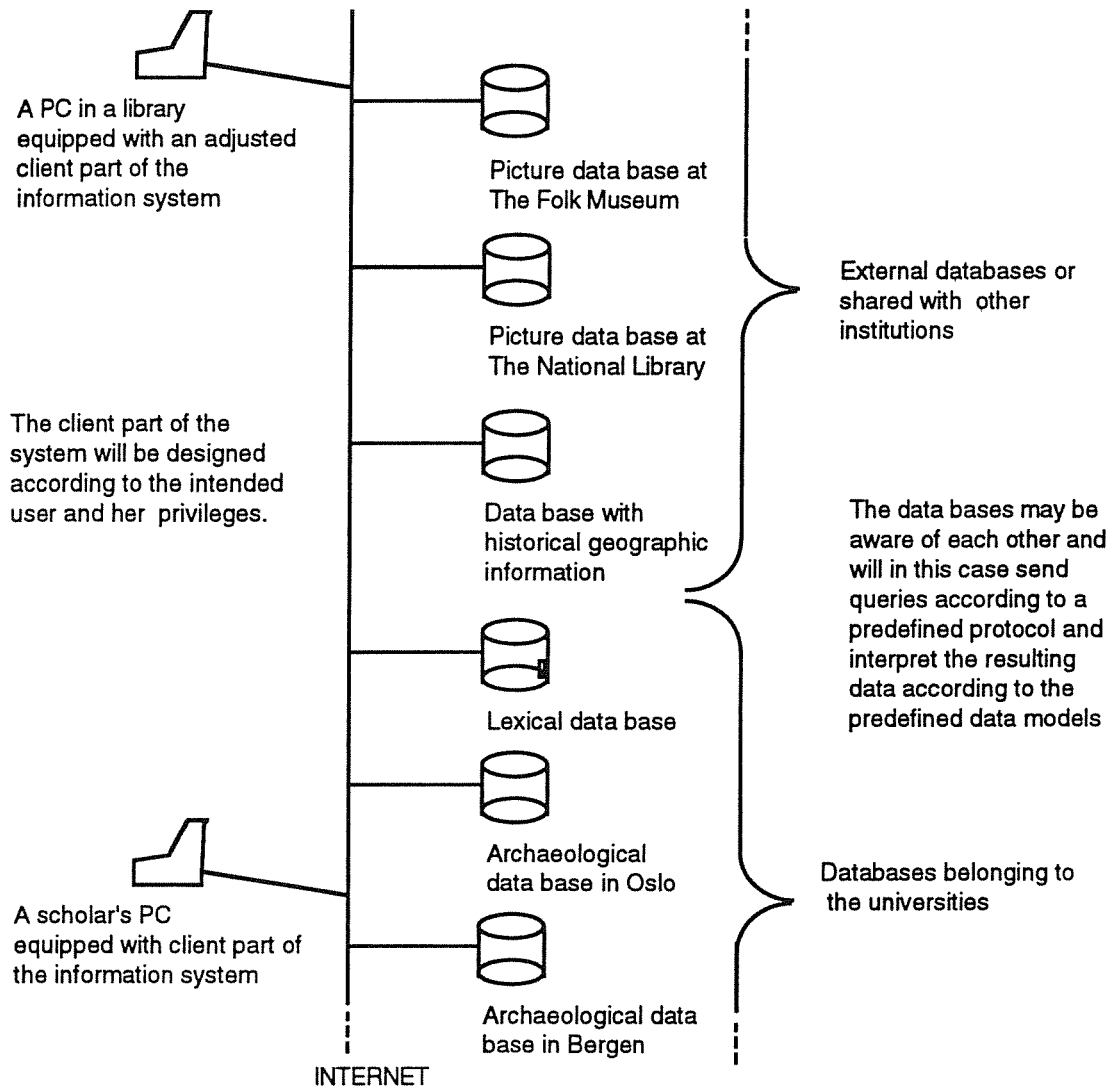 A PC in a library
equipped with an adjusted
client part of the
information system
Picture data base at
The Folk Museum
External databases or
shared with other
institutions
Picture data base at
The National Library
The client part of the
system will be designed
according to the intended
user and her privileges.
Data base with
historical geographic
information
The data bases may be
aware of each other and
will in this case send
queries according to a
predefined protocol and
interpret the resulting
data according to the
predefined data models
Lexical data base
Archaeological
data base in Oslo
Databases belonging to
the universities
A scholar's PC
equipped with client part of
the information system
Archaeological data
base in Bergen
INTERNET